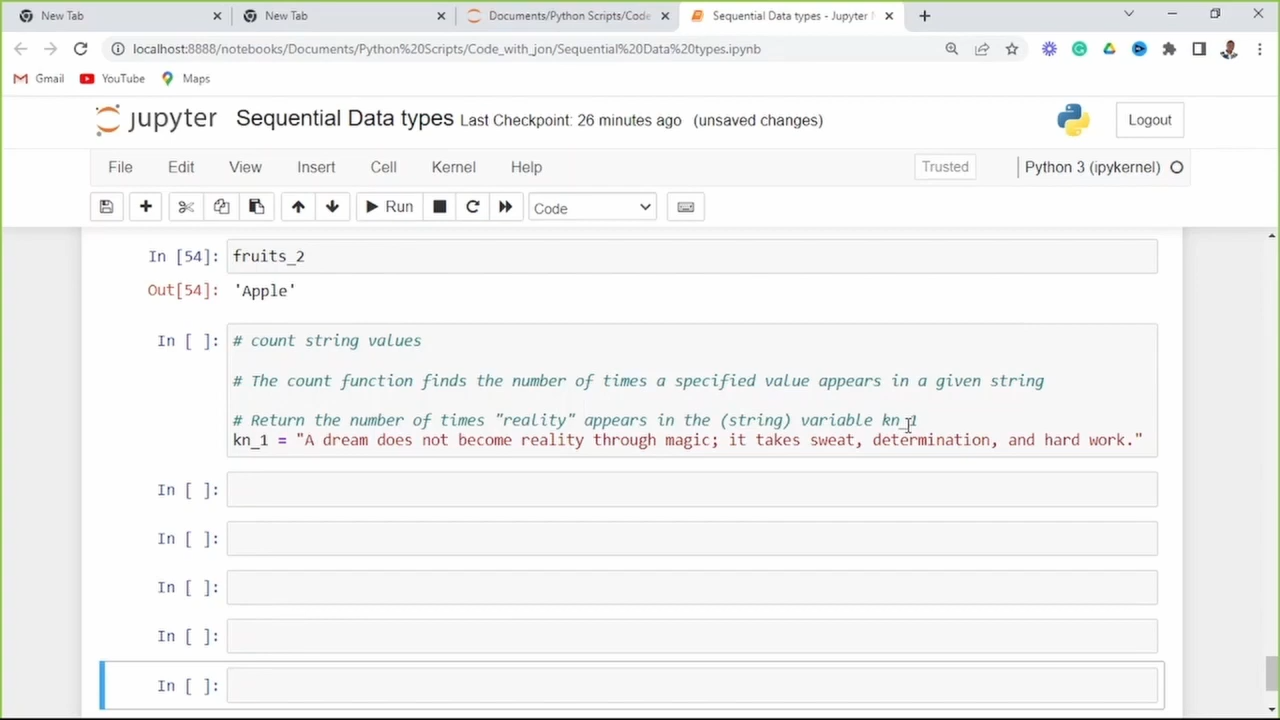 New Tab
New Tab
Documents/Python Scripts/Code
Sequential Data types - Jupyter
localhost:8888/notebooks/Documents/Python%20Scripts/Code_with_jon/Sequential%20Data%20types.ipynb
Gmail YouTube Maps
jupyter Sequential Data types Last Checkpoint: 26 minutes ago (unsaved changes)
Logout
File Edit View Insert Cell Kernel Help
Trusted
Python 3 (ipykernel)
Run
Code
In [54]: fruits_2
Out[54]: 'Apple'
In [ ]: # count string values
# The count function finds the number of times a specified value appears in a given string
# Return the number of times "reality" appears in the (string) variable kn_1
kn_1 = "A dream does not become reality through magic; it takes sweat, determination, and hard work."
In [ ]:
In [ ]:
In [ ]:
In [ ]:
In [ ]: